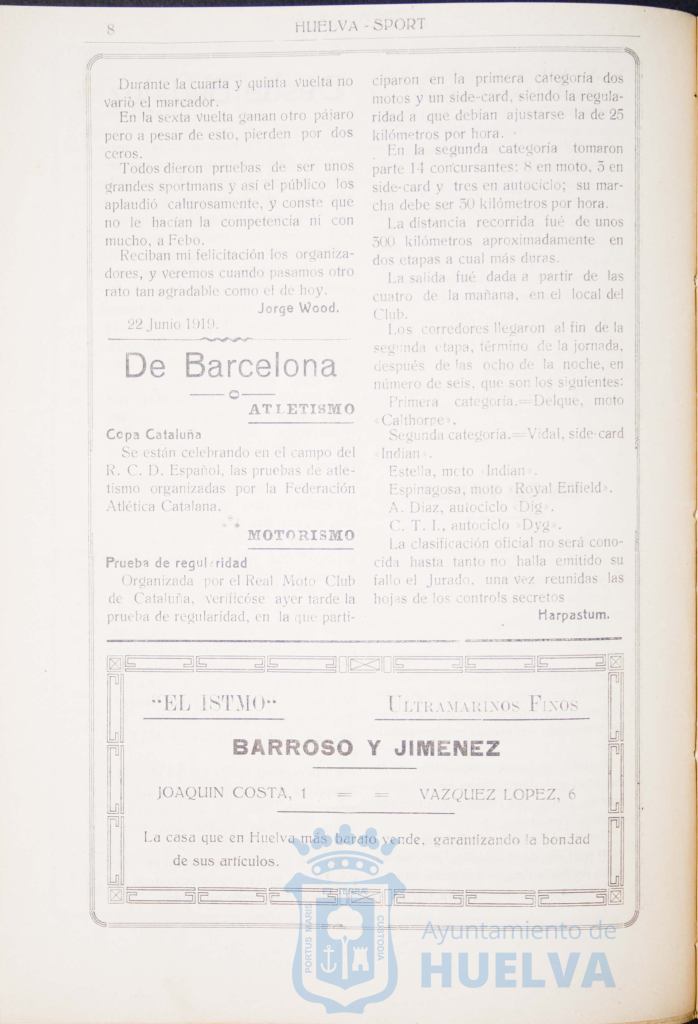 8
HUELVA - SPORT
Durante la cuarta y quinta vuelta no
varió el marcador.
En la sexta vuelta ganan otro pájaro
pero a pesar de esto, pierden por dos
ceros.
Todos dieron pruebas de ser unos
grandes sportmans y así el público los
aplaudió calurosamente, y conste que
no le hacían la competencia ni con
mucho, a Febo.
Reciban mi felicitación los organiza-
dores, y veremos cuando pasamos otro
rato tan agradable como el de hoy.
Jorge Wood.
22 Junio 1919.
De Barcelona
ATLETISMO
Copa Cataluña
Se están celebrando en el campo del
R. C. D. Español, las pruebas de atle-
tismo organizadas por la Federación
Atlética Catalana.
MOTORISMO
Prueba de regularidad
Organizada por el Real Moto Club
de Cataluña, verificóse ayer tarde la
prueba de regularidad, en la que parti-
ciparon en la primera categoría dos
motos y un side-card, siendo la regula-
ridad a que debían ajustarse la de 25
kilómetros por hora.
En la segunda categoría tomaron
parte 14 concursantes: 8 en moto, 3 en
side-card y tres en autociclo; su mar-
cha debe ser 30 kilómetros por hora.
La distancia recorrida fué de unos
300 kilómetros aproximadamente en
dos etapas a cual más duras.
La salida fué dada a partir de las
cuatro de la mañana, en el local del
Club.
Los corredores llegaron al fin de la
segunda etapa, término de la jornada,
después de las ocho de la noche, en
número de seis, que son los siguientes:
Primera categoría.=Delque, moto
«Calthorpe».
Segunda categoría.=Vidal, side-card
«Indian».
Estella, moto «Indian».
Espinagosa, moto «Royal Enfield».
A. Diaz, autociclo «Dig».
C. T. I., autociclo «Dyg».
La clasificación oficial no será cono-
cida hasta tanto no halla emitido su
fallo el Jurado, una vez reunidas las
hojas de los controls secretos
Harpastum.
"EL ISTMO"
ULTRAMARINOS FINOS
BARROSO Y JIMENEZ
JOAQUIN COSTA, 1 = = VAZQUEZ LOPEZ, 6
La casa que en Huelva más barato vende, garantizando la bondad
de sus artículos.
PORTUS MARIS
CUSTODIA
Ayuntamiento de
HUELVA